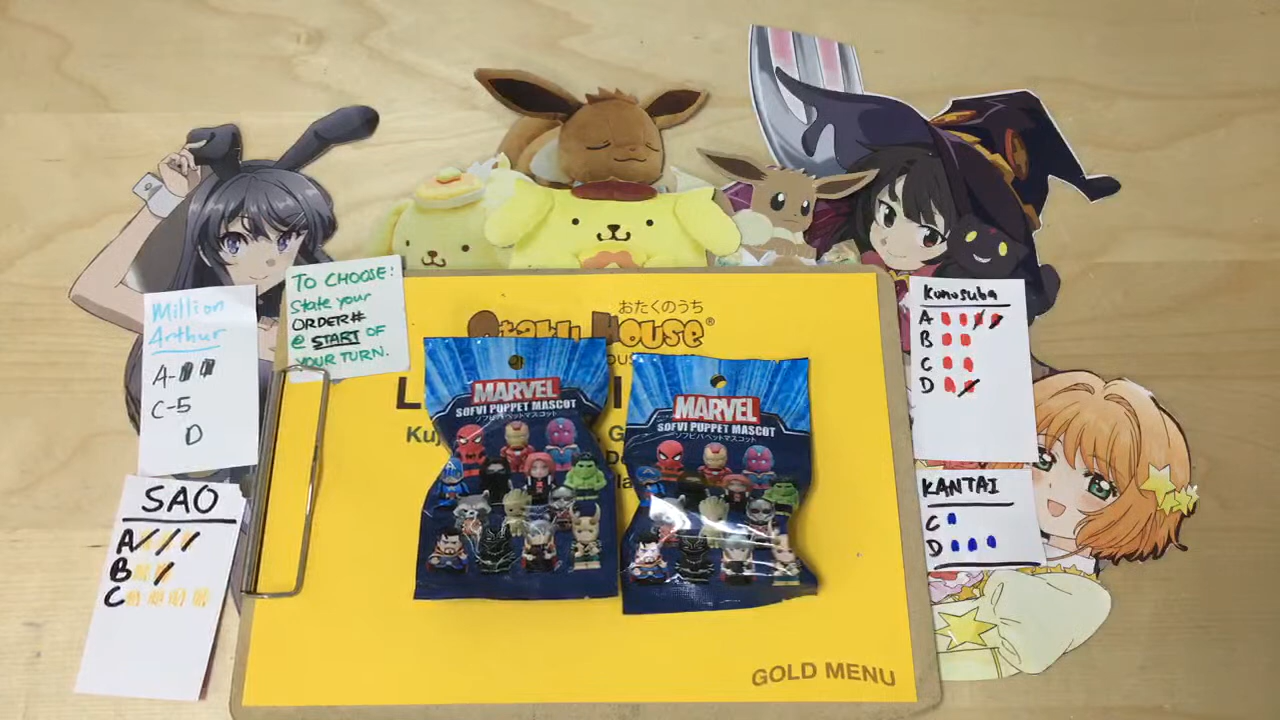 Million
Arthur
A-
C-5
D
TO CHOOSE:
State your
ORDER#
@ START OF
YOUR TURN.
SAO
A
B
C
おたくのうち
Otaku House®
MARVEL
SOFVI PUPPET MASCOT
ソフビパペットマスコット
MARVEL
SOFVI PUPPET MASCOT
ソフビパペットマスコット
GOLD MENU
Konosuba
A
B
C
D
KANTAI
C
D